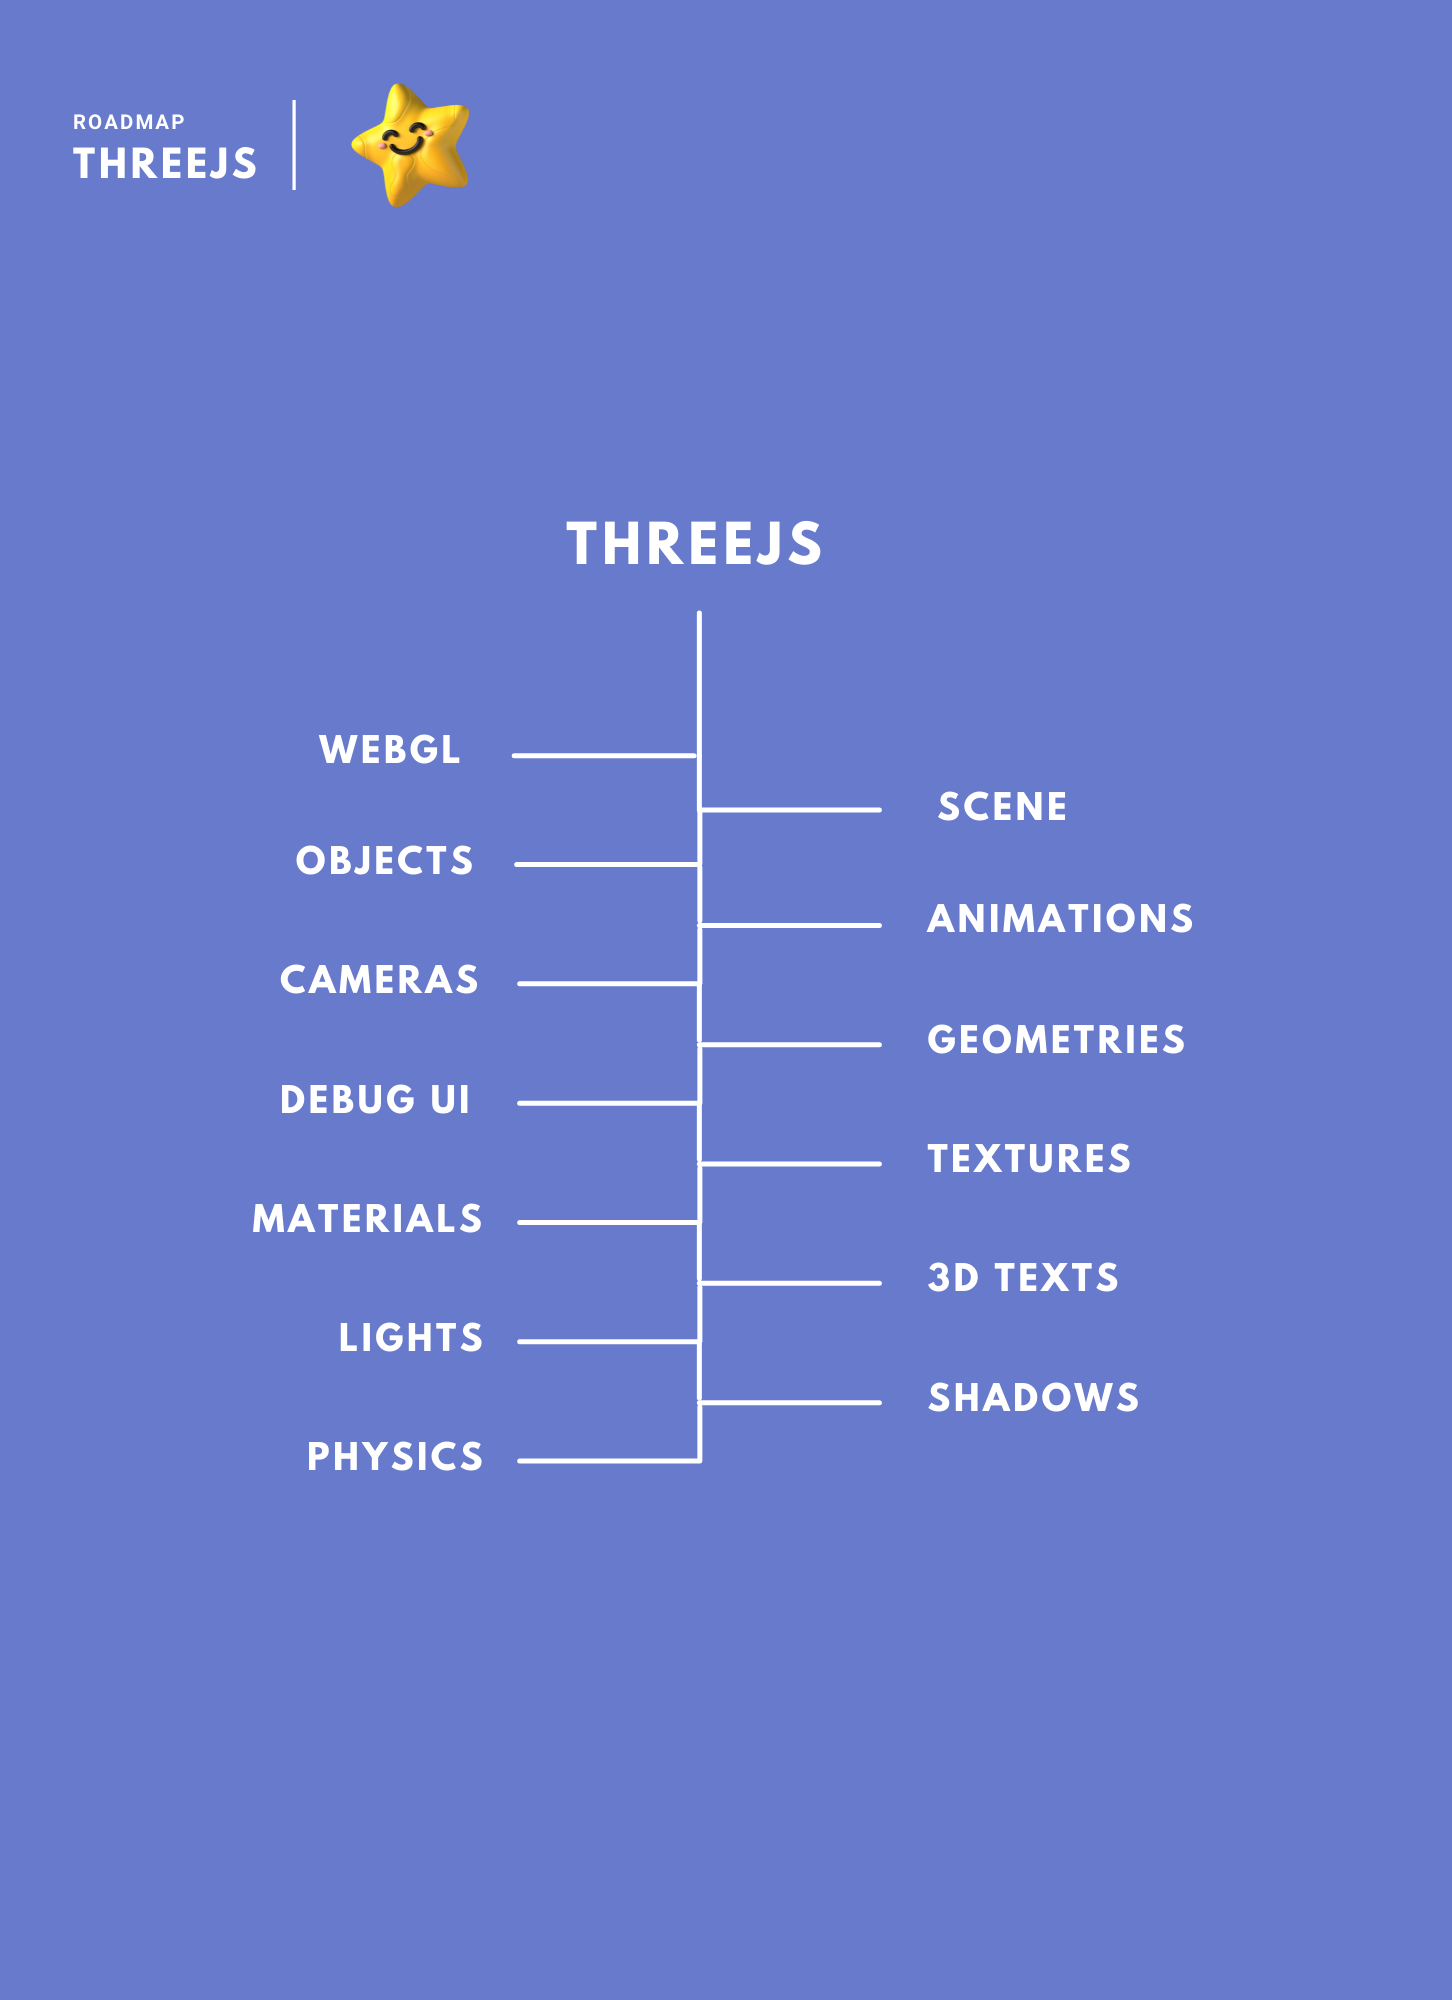 ROADMAP
THREEJS
THREEJS
WEBGL
SCENE
OBJECTS
ANIMATIONS
CAMERAS
GEOMETRIES
DEBUG UI
TEXTURES
MATERIALS
3D TEXTS
LIGHTS
SHADOWS
PHYSICS